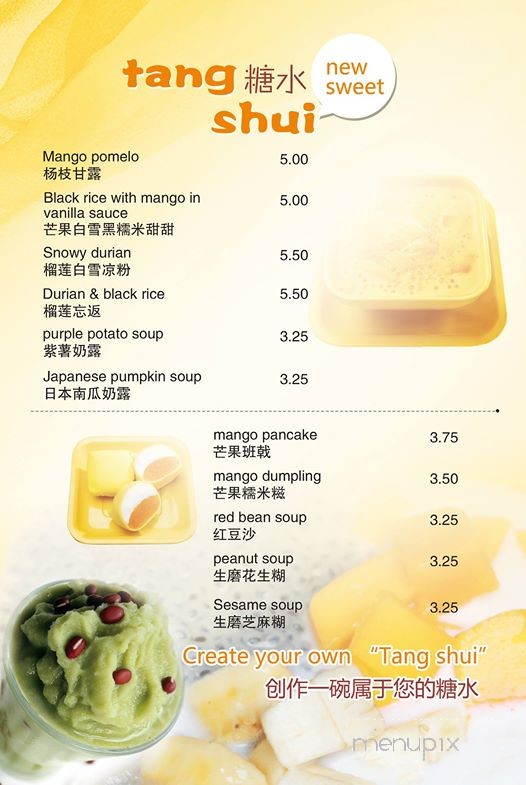 tang 糖水
shui
new
sweet
Mango pomelo 5.00
杨枝甘露
Black rice with mango in 5.00
vanilla sauce
芒果白雪黑糯米甜甜
Snowy durian 5.50
榴莲白雪凉粉
Durian & black rice 5.50
榴莲忘返
purple potato soup 3.25
紫薯奶露
Japanese pumpkin soup 3.25
日本南瓜奶露
mango pancake 3.75
芒果班戟
mango dumpling 3.50
芒果糯米糍
red bean soup 3.25
红豆沙
peanut soup 3.25
生磨花生糊
Sesame soup 3.25
生磨芝麻糊
Create your own “Tang shui”
创作一碗属于您的糖水
menupix